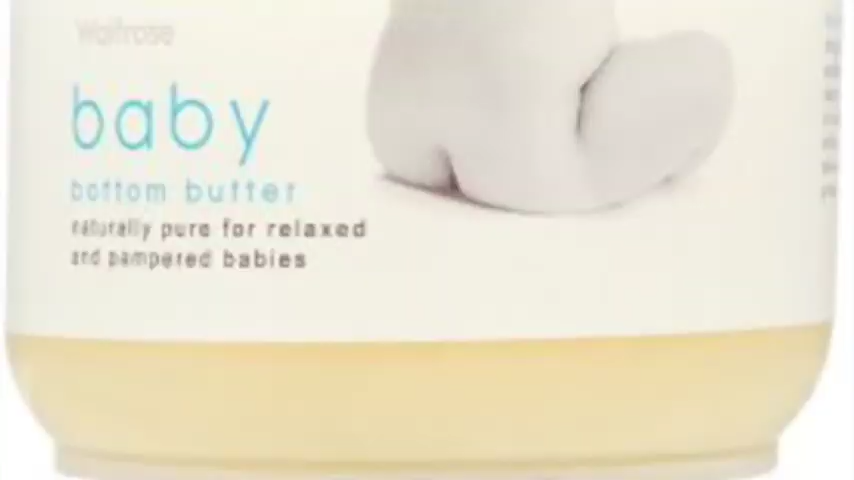 Waitrose
baby
bottom butter
naturally pure for relaxed
and pampered babies